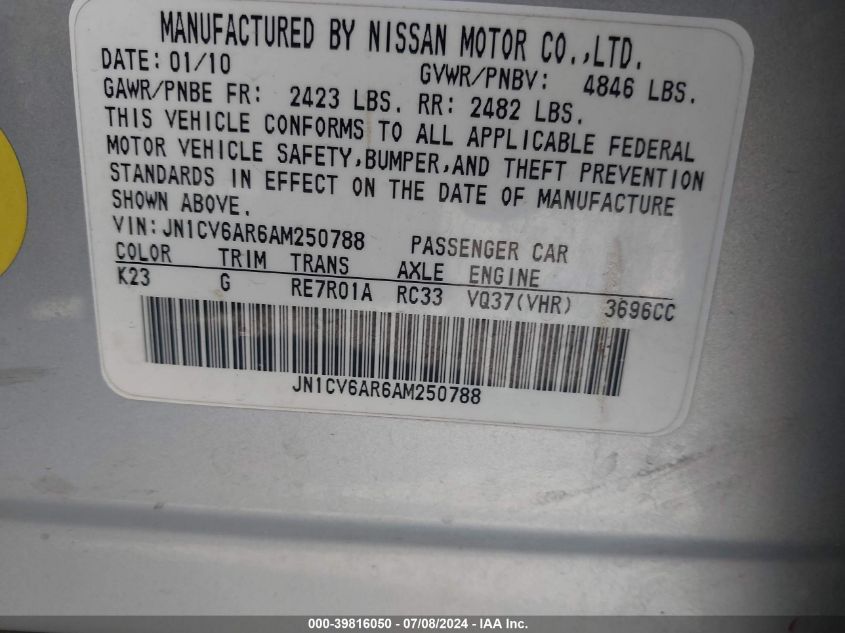 MANUFACTURED BY NISSAN MOTOR CO.,LTD.
DATE: 01/10 GVWR/PNBV: 4846 LBS.
GAWR/PNBE FR: 2423 LBS. RR: 2482 LBS.
THIS VEHICLE CONFORMS TO ALL APPLICABLE FEDERAL
MOTOR VEHICLE SAFETY,BUMPER,AND THEFT PREVENTION
STANDARDS IN EFFECT ON THE DATE OF MANUFACTURE
SHOWN ABOVE.
VIN:JN1CV6AR6AM250788 PASSENGER CAR
COLOR TRIM TRANS AXLE ENGINE
K23 G RE7R01A RC33 VQ37(VHR) 3696CC
JN1CV6AR6AM250788
000-39816050 - 07/08/2024 - IAA Inc.